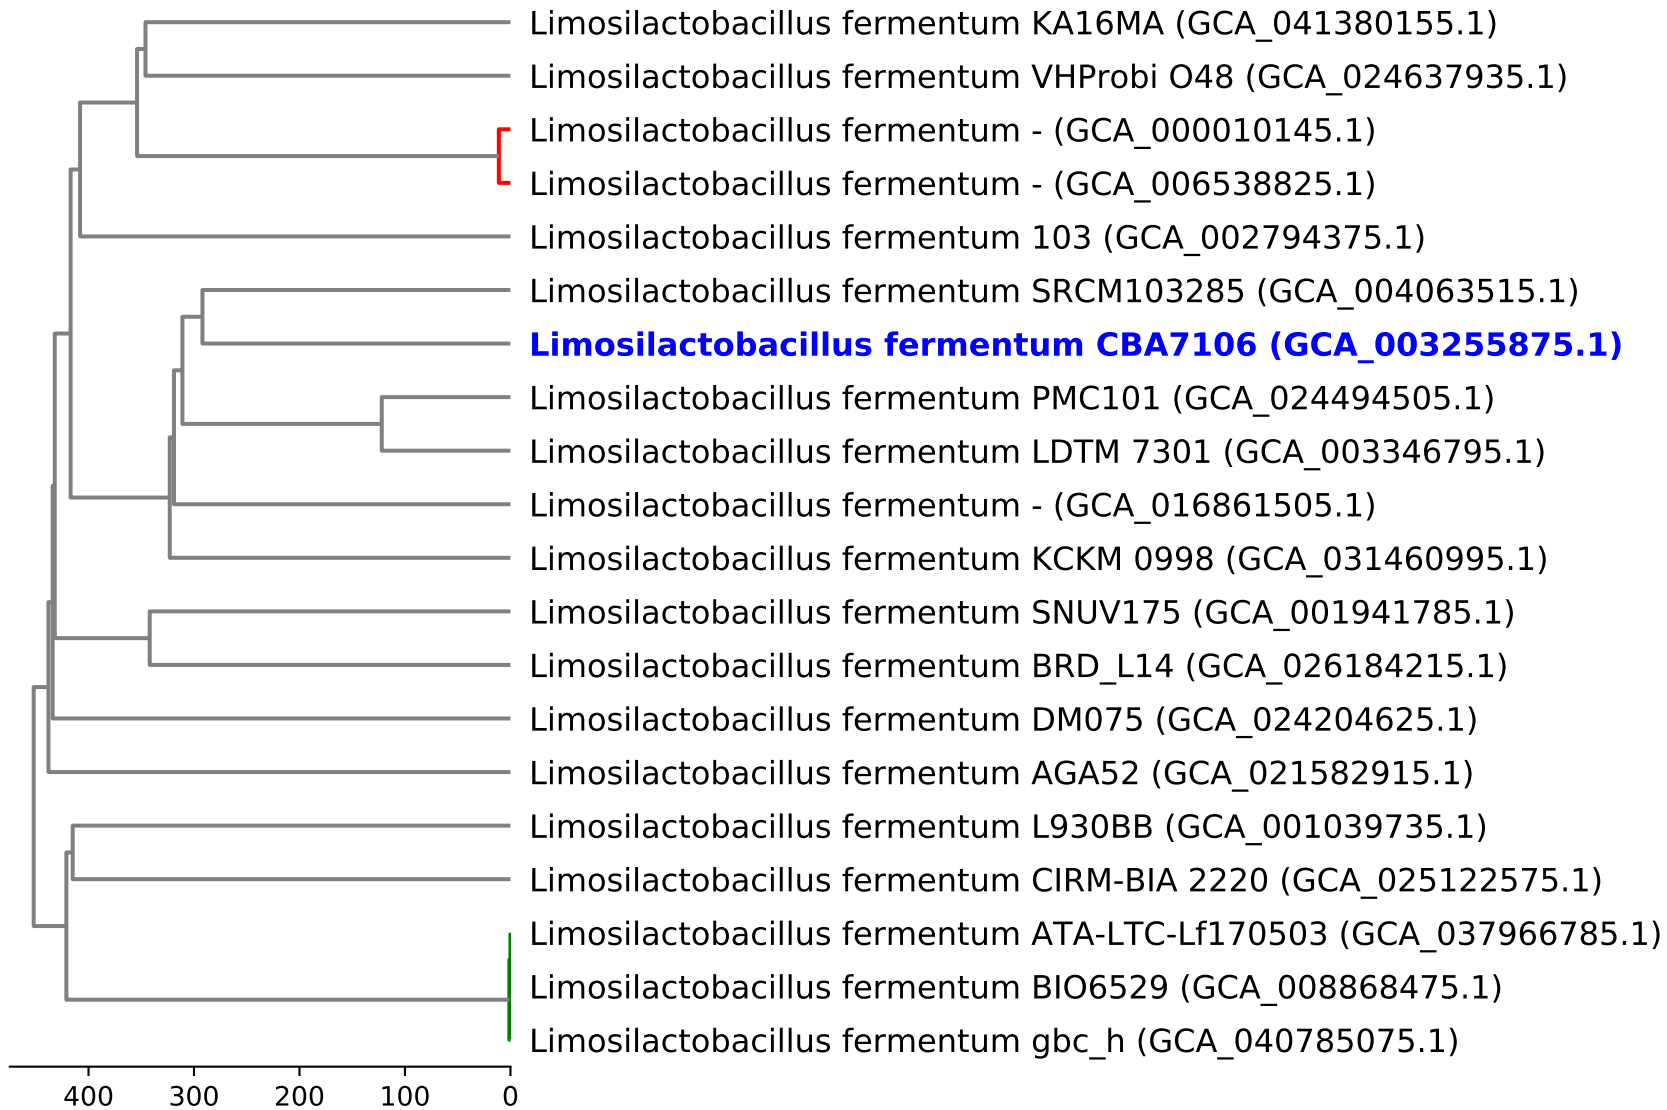 Limosilactobacillus fermentum KA16MA (GCA_041380155.1)
Limosilactobacillus fermentum VHProbi O48 (GCA_024637935.1)
Limosilactobacillus fermentum - (GCA_000010145.1)
Limosilactobacillus fermentum - (GCA_006538825.1)
Limosilactobacillus fermentum 103 (GCA_002794375.1)
Limosilactobacillus fermentum SRCM103285 (GCA_004063515.1)
Limosilactobacillus fermentum CBA7106 (GCA_003255875.1)
Limosilactobacillus fermentum PMC101 (GCA_024494505.1)
Limosilactobacillus fermentum LDTM 7301 (GCA_003346795.1)
Limosilactobacillus fermentum - (GCA_016861505.1)
Limosilactobacillus fermentum KCKM 0998 (GCA_031460995.1)
Limosilactobacillus fermentum SNUV175 (GCA_001941785.1)
Limosilactobacillus fermentum BRD_L14 (GCA_026184215.1)
Limosilactobacillus fermentum DM075 (GCA_024204625.1)
Limosilactobacillus fermentum AGA52 (GCA_021582915.1)
Limosilactobacillus fermentum L930BB (GCA_001039735.1)
Limosilactobacillus fermentum CIRM-BIA 2220 (GCA_025122575.1)
Limosilactobacillus fermentum ATA-LTC-Lf170503 (GCA_037966785.1)
Limosilactobacillus fermentum BIO6529 (GCA_008868475.1)
Limosilactobacillus fermentum gbc_h (GCA_040785075.1)
400 300 200 100 0